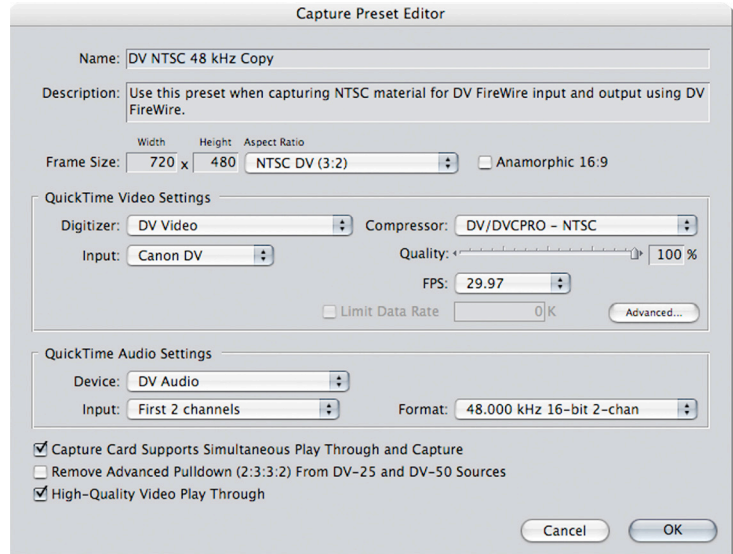 Capture Preset Editor
Name: DV NTSC 48 kHz Copy
Description: Use this preset when capturing NTSC material for DV FireWire input and output using DV
FireWire.
Width Height Aspect Ratio
Frame Size: 720 x 480 NTSC DV (3:2) Anamorphic 16:9
QuickTime Video Settings
Digitizer: DV Video Compressor: DV/DVCPRO – NTSC
Input: Canon DV Quality: 100 %
FPS: 29.97
Limit Data Rate 0 K Advanced...
QuickTime Audio Settings
Device: DV Audio
Input: First 2 channels Format: 48.000 kHz 16-bit 2-chan
Capture Card Supports Simultaneous Play Through and Capture
Remove Advanced Pulldown (2:3:3:2) From DV-25 and DV-50 Sources
High-Quality Video Play Through
Cancel OK